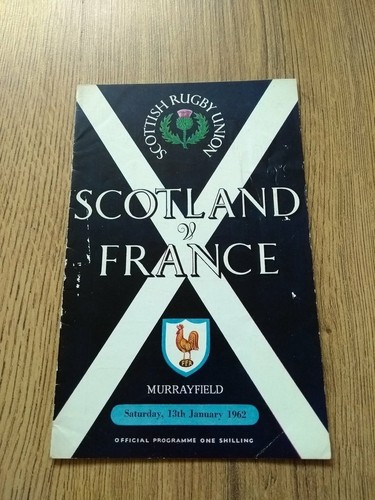 SCOTTISH RUGBY UNION
SCOTLAND
v
FRANCE
MURRAYFIELD
Saturday, 13th January 1962
OFFICIAL PROGRAMME ONE SHILLING